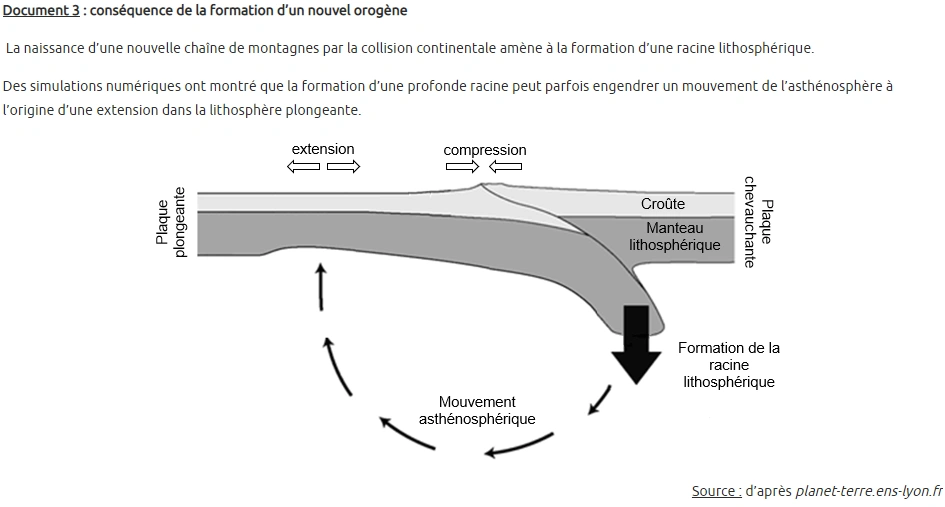 Document 3 : conséquence de la formation d’un nouvel orogène
La naissance d’une nouvelle chaîne de montagnes par la collision continentale amène à la formation d’une racine lithosphérique.
Des simulations numériques ont montré que la formation d’une profonde racine peut parfois engendrer un mouvement de l’asthénosphère à
l’origine d’une extension dans la lithosphère plongeante.
extension
compression
Plaque
plongeante
Croûte
Manteau
lithosphérique
Plaque
chevauchante
Formation de la
racine
lithosphérique
Mouvement
asthénosphérique
Source : d’après planet-terre.ens-lyon.fr